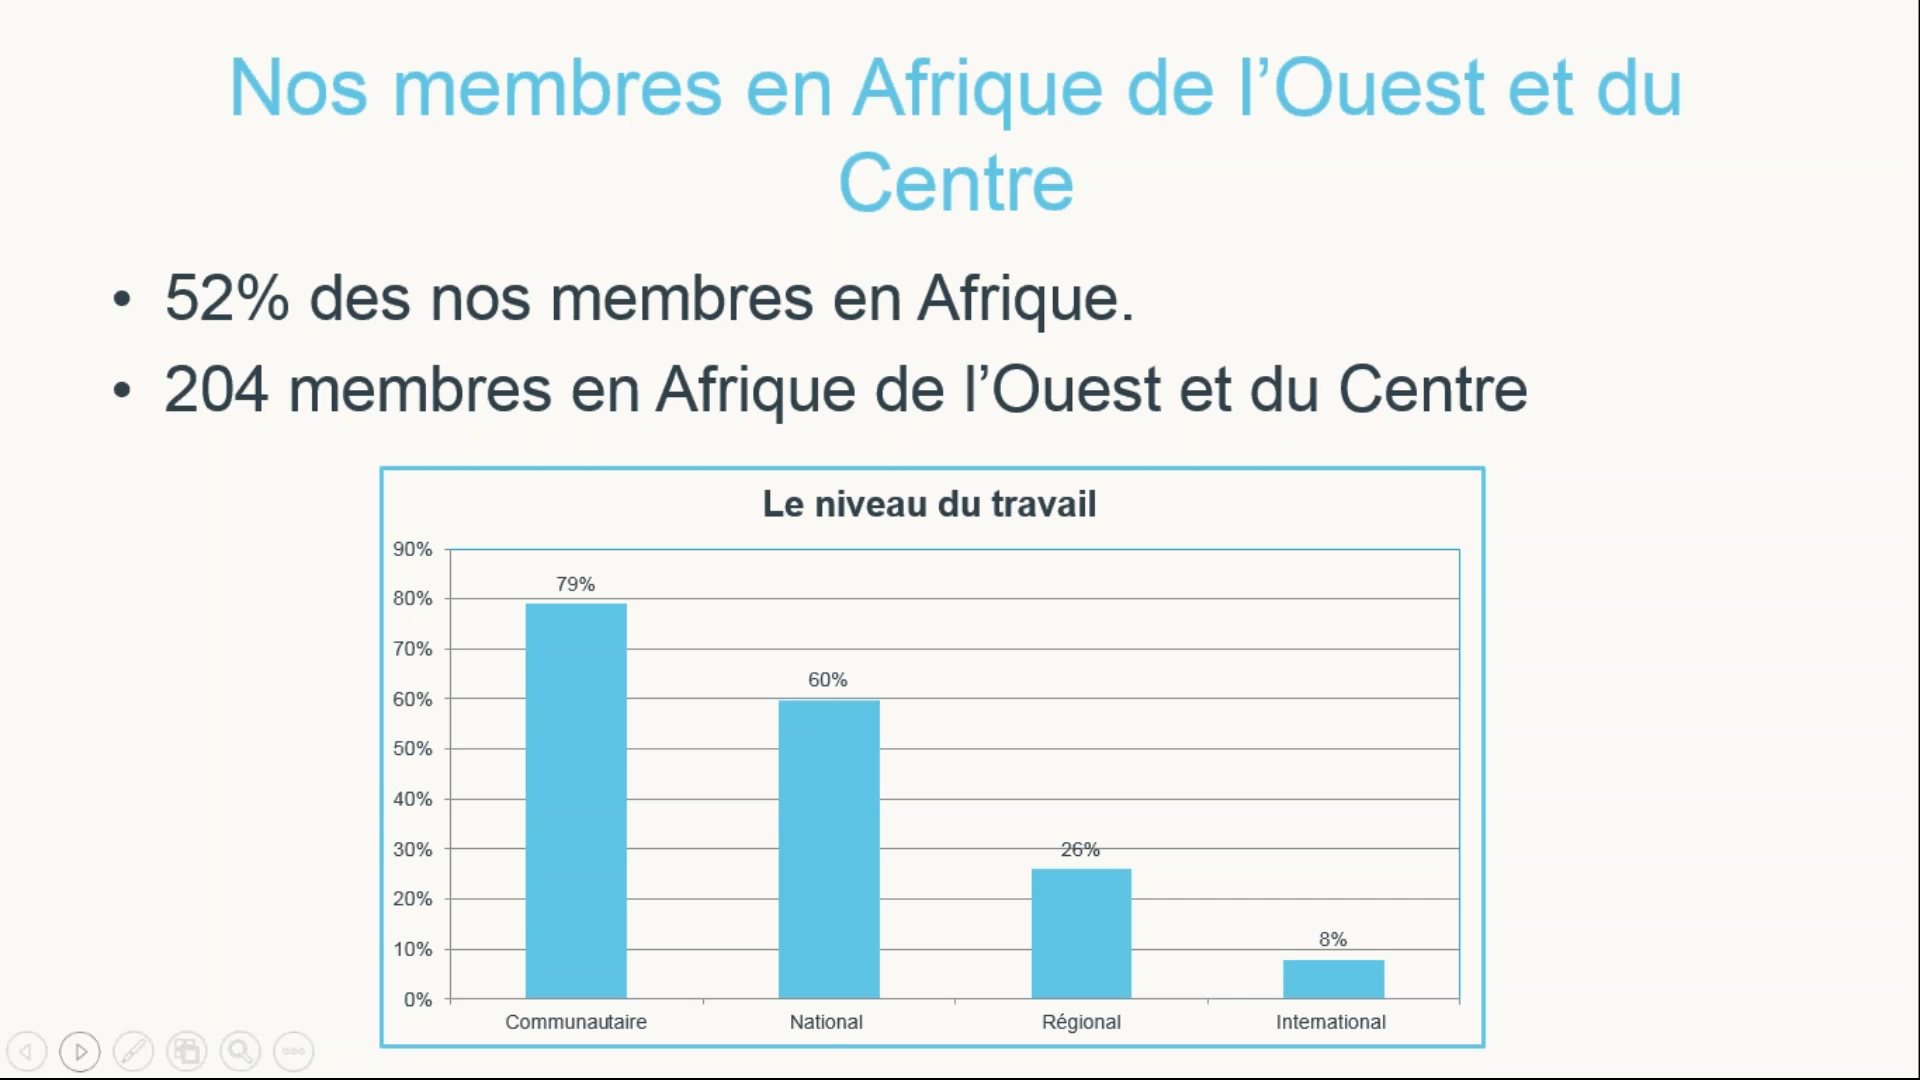 Nos membres en Afrique de l’Ouest et du
Centre
• 52% des nos membres en Afrique.
• 204 membres en Afrique de l’Ouest et du Centre
Le niveau du travail
90%
80%
70%
60%
50%
40%
30%
20%
10%
0%
79%
60%
26%
8%
Communautaire
National
Régional
International